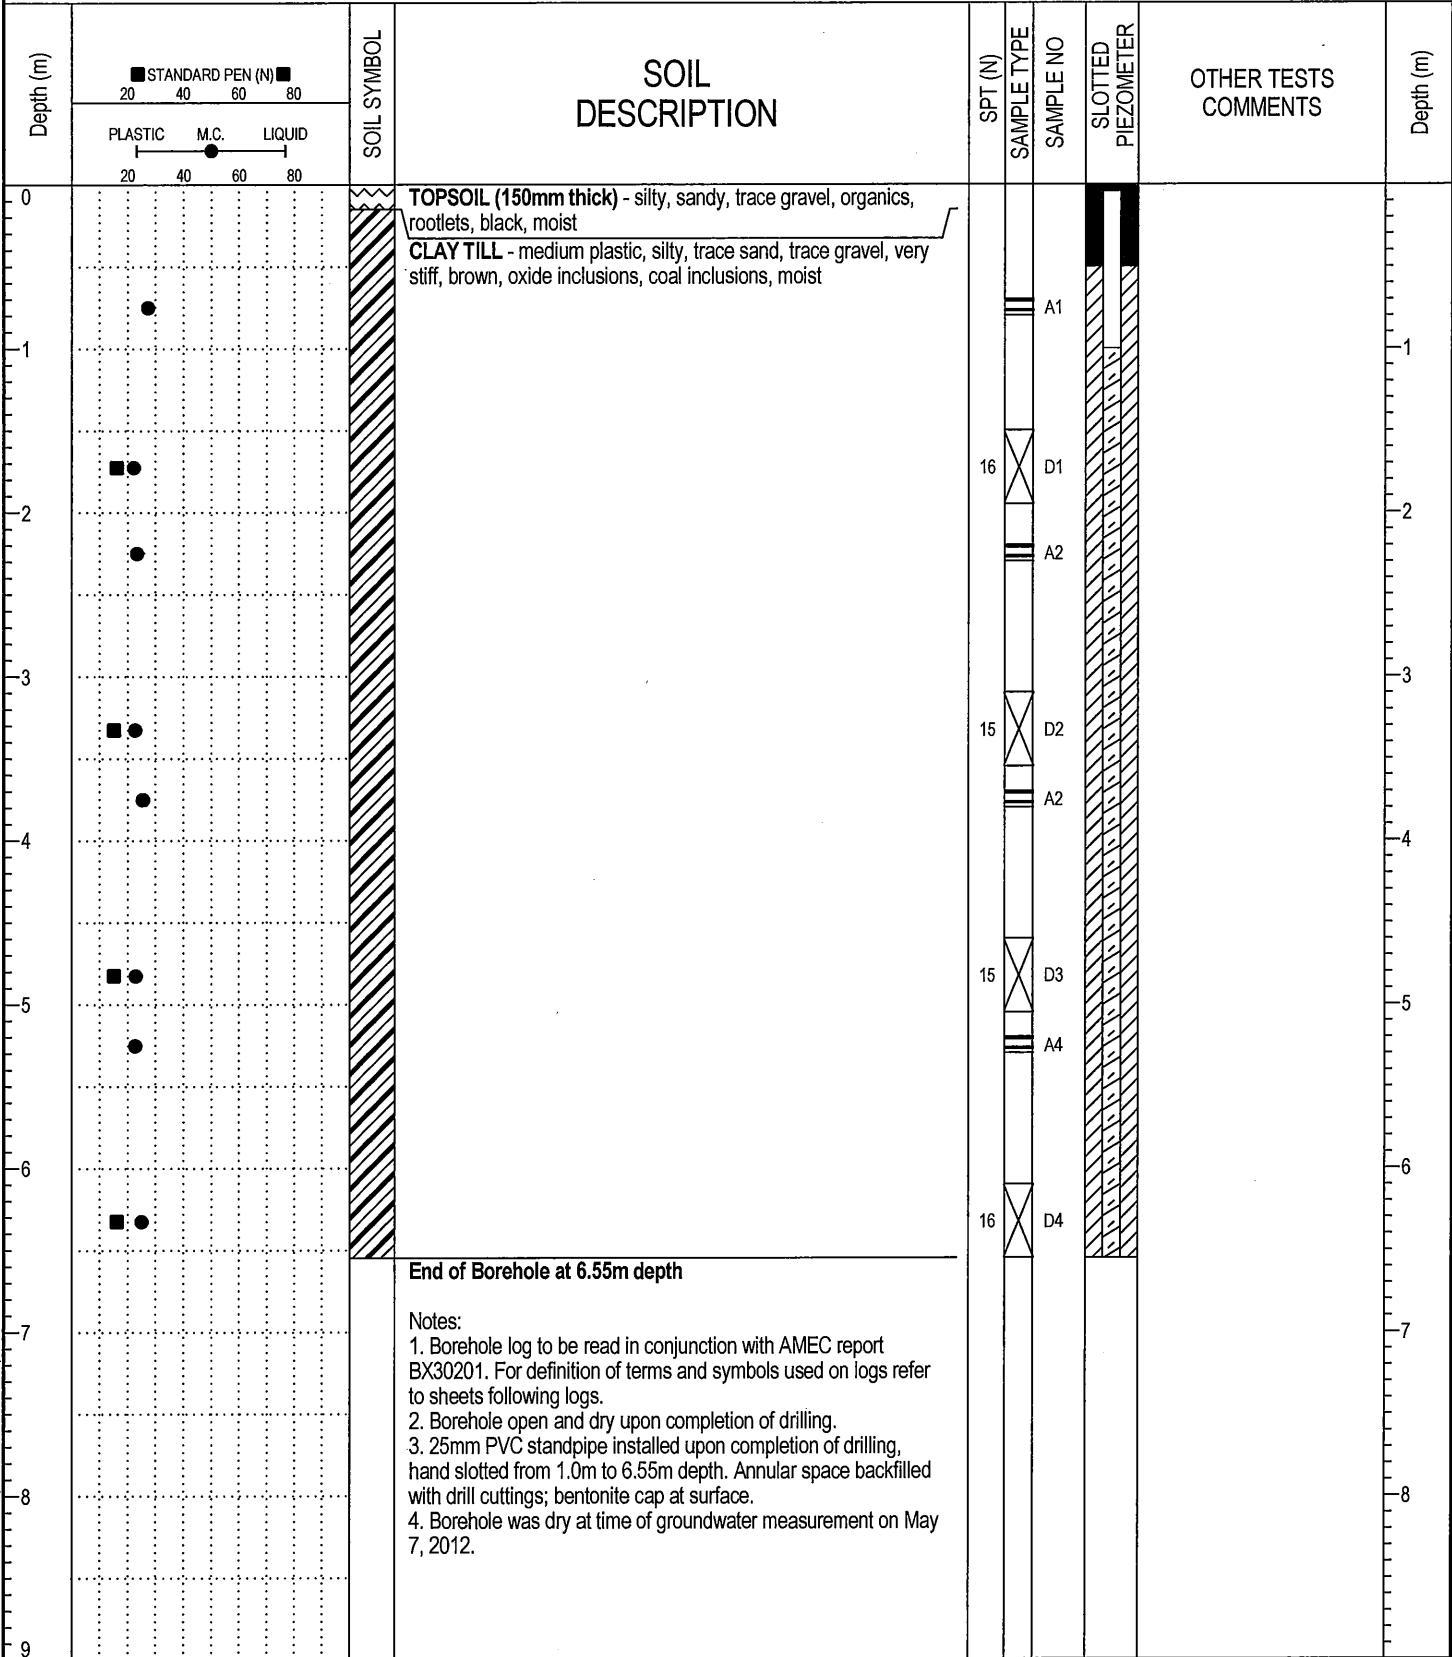 Depth (m)
STANDARD PEN (N)
20 40 60 80
PLASTIC M.C. LIQUID
20 40 60 80
SOIL SYMBOL
SOIL
DESCRIPTION
SPT (N)
SAMPLE TYPE
SAMPLE NO
SLOTTED
PIEZOMETER
OTHER TESTS
COMMENTS
Depth (m)
0
TOPSOIL (150mm thick) - silty, sandy, trace gravel, organics,
rootlets, black, moist
CLAY TILL - medium plastic, silty, trace sand, trace gravel, very
stiff, brown, oxide inclusions, coal inclusions, moist
A1
1 1
16 D1
2 2
A2
3 3
15 D2
A2
4 4
15 D3
5 5
A4
6 6
16 D4
End of Borehole at 6.55m depth
Notes:
7 7
1. Borehole log to be read in conjunction with AMEC report
BX30201. For definition of terms and symbols used on logs refer
to sheets following logs.
2. Borehole open and dry upon completion of drilling.
3. 25mm PVC standpipe installed upon completion of drilling,
hand slotted from 1.0m to 6.55m depth. Annular space backfilled
with drill cuttings; bentonite cap at surface.
8 8
4. Borehole was dry at time of groundwater measurement on May
7, 2012.
9